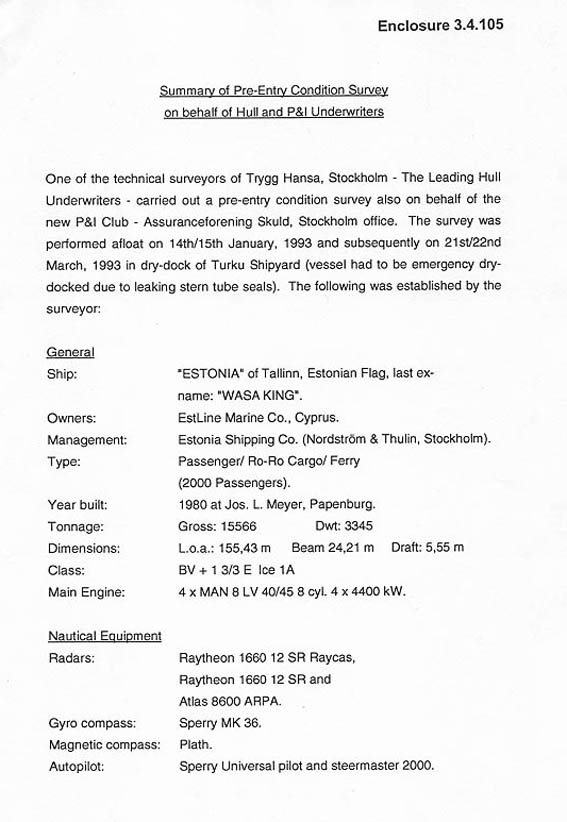 Enclosure 3.4.105
Summary of Pre-Entry Condition Survey
on behalf of Hull and P&I Underwriters
One of the technical surveyors of Trygg Hansa, Stockholm - The Leading Hull
Underwriters - carried out a pre-entry condition survey also on behalf of the
new P&I Club - Assuranceforening Skuld, Stockholm office. The survey was
performed afloat on 14th/15th January, 1993 and subsequently on 21st/22nd
March, 1993 in dry-dock of Turku Shipyard (vessel had to be emergency dry-
docked due to leaking stern tube seals). The following was established by the
surveyor:
General
Ship: "ESTONIA" of Tallinn, Estonian Flag, last ex-
name: "WASA KING".
Owners: EstLine Marine Co., Cyprus.
Management: Estonia Shipping Co. (Nordström & Thulin, Stockholm).
Type: Passenger/ Ro-Ro Cargo/ Ferry
(2000 Passengers).
Year built: 1980 at Jos. L. Meyer, Papenburg.
Tonnage: Gross: 15566 Dwt: 3345
Dimensions: L.o.a.: 155,43 m Beam 24,21 m Draft: 5,55 m
Class: BV + 1 3/3 E Ice 1A
Main Engine: 4 x MAN 8 LV 40/45 8 cyl. 4 x 4400 kW.
Nautical Equipment
Radars: Raytheon 1660 12 SR Raycas,
Raytheon 1660 12 SR and
Atlas 8600 ARPA.
Gyro compass: Sperry MK 36.
Magnetic compass: Plath.
Autopilot: Sperry Universal pilot and steermaster 2000.